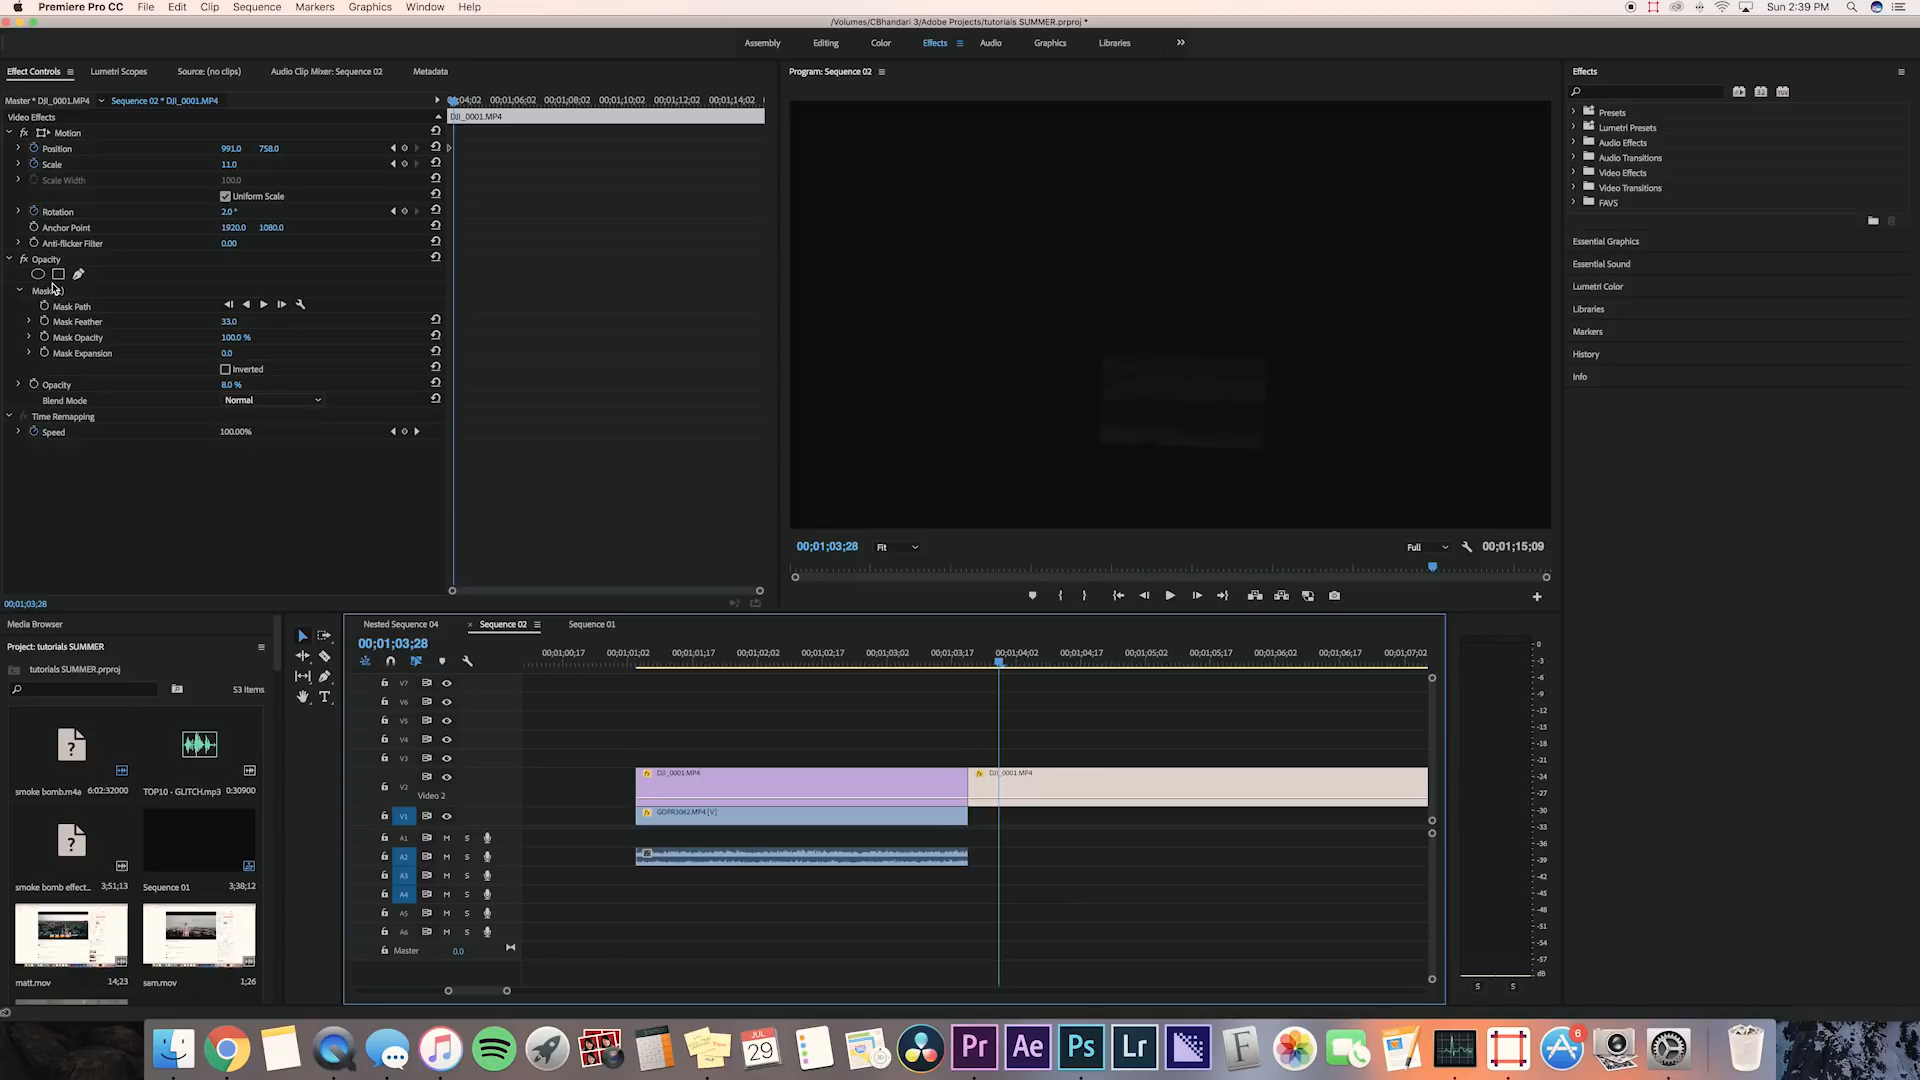 Premiere Pro CC File Edit Clip Sequence Markers Graphics Window Help
Sun 2:39 PM
/Volumes/CBhandari 3/Adobe Projects/tutorials SUMMER.prproj *
Assembly Editing Color Effects Audio Graphics Libraries
Effect Controls Lumetri Scopes Source: (no clips) Audio Clip Mixer: Sequence 02 Metadata
Program: Sequence 02
Effects
Master * DJI_0001.MP4 Sequence 02 * DJI_0001.MP4
04;02 00;01;06;02 00;01;08;02 00;01;10;02 00;01;12;02 00;01;14;02
Video Effects
DJI_0001.MP4
Motion
Position 991.0 758.0
Scale 11.0
Scale Width 100.0
Uniform Scale
Rotation 2.0 °
Anchor Point 1920.0 1080.0
Anti-flicker Filter 0.00
Opacity
Mask Path
Mask Feather 33.0
Mask Opacity 100.0 %
Mask Expansion 0.0
Inverted
Opacity 8.0 %
Blend Mode Normal
Time Remapping
Speed 100.00%
00;01;03;28
Presets
Lumetri Presets
Audio Effects
Audio Transitions
Video Effects
Video Transitions
FAVS
Essential Graphics
Essential Sound
Lumetri Color
Libraries
Markers
History
Info
00;01;03;28 Fit Full 00;01;15;09
Media Browser
Project: tutorials SUMMER
tutorials SUMMER.prproj
53 Items
smoke bomb.m4a 6:02:32000
TOP10 - GLITCH.mp3 0:30900
smoke bomb effect... 3;51;13
Sequence 01 3;38;12
matt.mov 14;23
sam.mov 1;26
Nested Sequence 04 × Sequence 02 Sequence 01
00;01;03;28
00;01;00;17 00;01;01;02 00;01;01;17 00;01;02;02 00;01;02;17 00;01;03;02 00;01;03;17 00;01;04;02 00;01;04;17 00;01;05;02 00;01;05;17 00;01;06;02 00;01;06;17 00;01;07;02
V7
V6
V5
V4
V3
V2
Video 2
V1
DJI_0001.MP4
DJI_0001.MP4
GOPR3062.MP4 [V]
A1 M S
A2 M S
A3 M S
A4 M S
A5 M S
A6 M S
Master 0.0
0
-3
-6
-9
-12
-15
-18
-21
-24
-27
-30
-33
-36
-39
-42
-45
-48
-51
-54
-57
dB
S S
JUL
29
Pr Ae Ps Lr
F
6